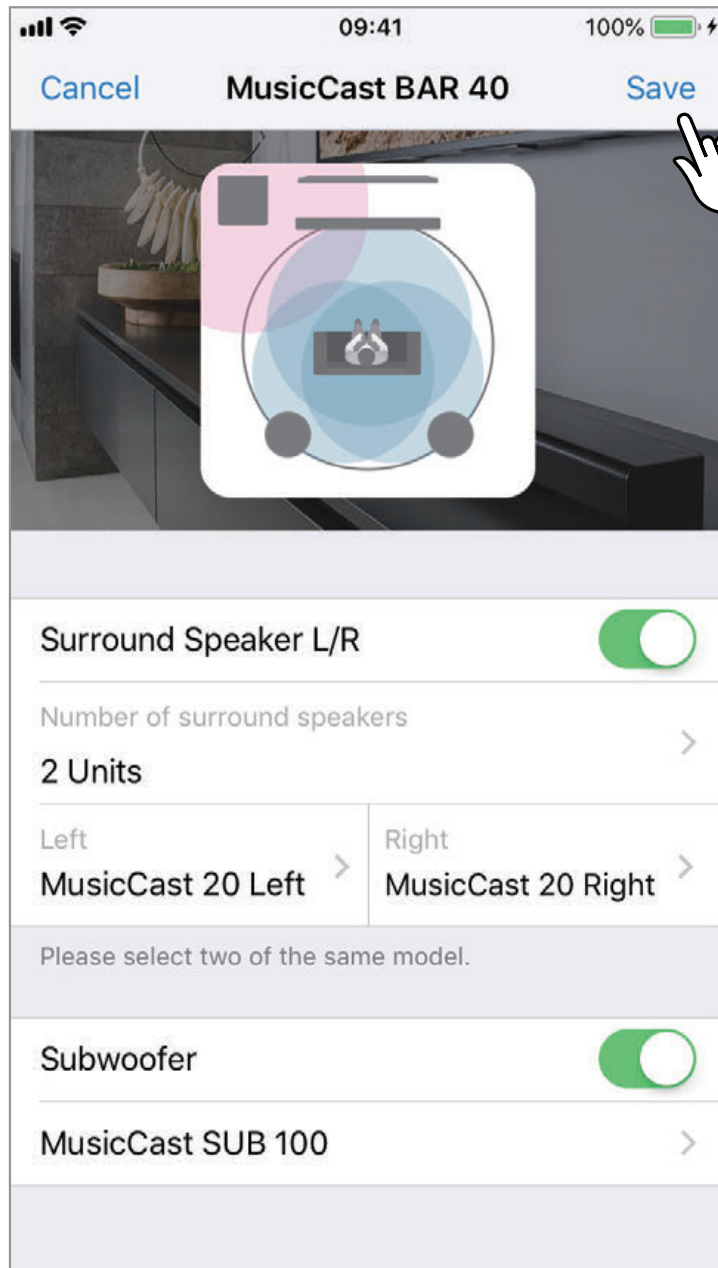 09:41 100%
Cancel MusicCast BAR 40 Save
Surround Speaker L/R
Number of surround speakers
2 Units
Left Right
MusicCast 20 Left MusicCast 20 Right
Please select two of the same model.
Subwoofer
MusicCast SUB 100